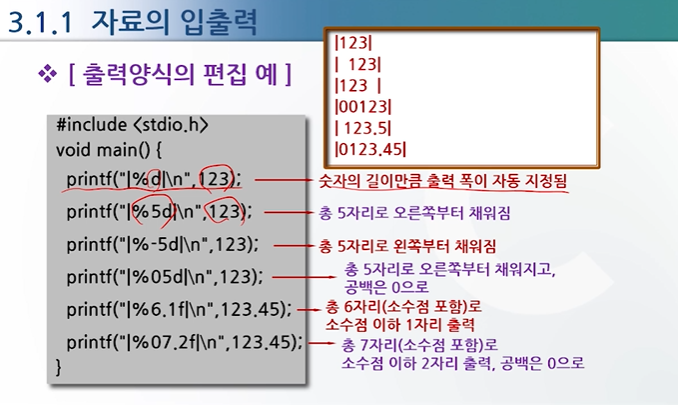 3.1.1 자료의 입출력
❖ [ 출력양식의 편집 예 ]
|123|
|  123|
|123  |
|00123|
| 123.5|
|0123.45|
#include <stdio.h>
void main() {
printf("|%d|\n",123);
숫자의 길이만큼 출력 폭이 자동 지정됨
printf("|%5d|\n",123);
총 5자리로 오른쪽부터 채워짐
printf("|%-5d|\n",123);
총 5자리로 왼쪽부터 채워짐
printf("|%05d|\n",123);
총 5자리로 오른쪽부터 채워지고,
공백은 0으로
printf("|%6.1f|\n",123.45);
총 6자리(소수점 포함)로
소수점 이하 1자리 출력
printf("|%07.2f|\n",123.45);
총 7자리(소수점 포함)로
소수점 이하 2자리 출력, 공백은 0으로
}